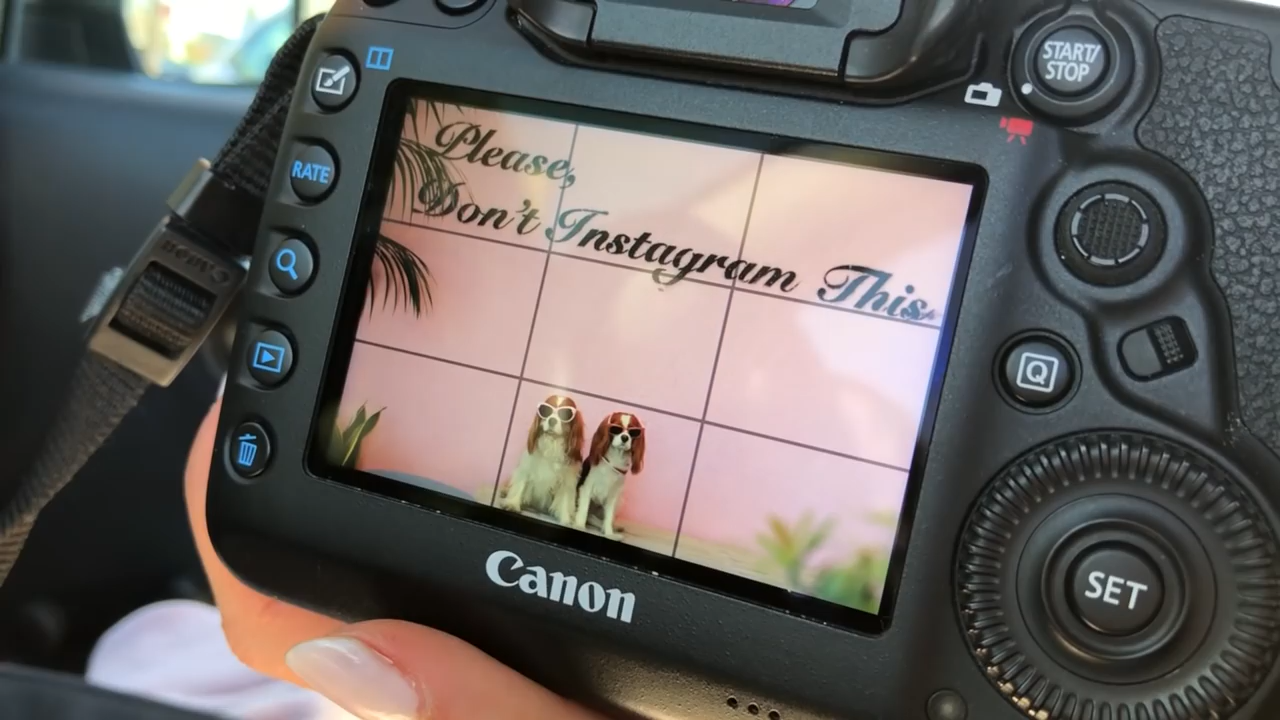 START/
STOP
RATE
Please,
Don't Instagram This
Q
SET
Canon